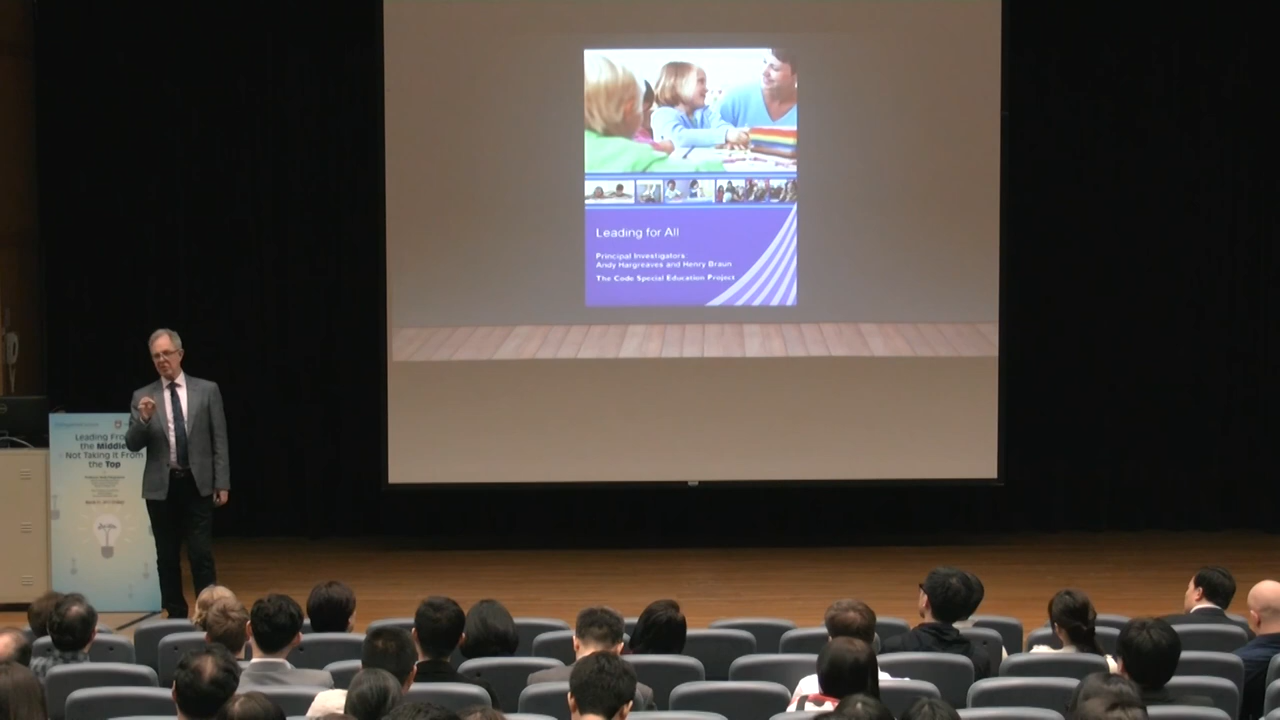 Leading for All
Principal Investigators
Andy Hargreaves and Henry Braun
The Code Special Education Project
Leading From
the Middle
Not Taking It From
the Top